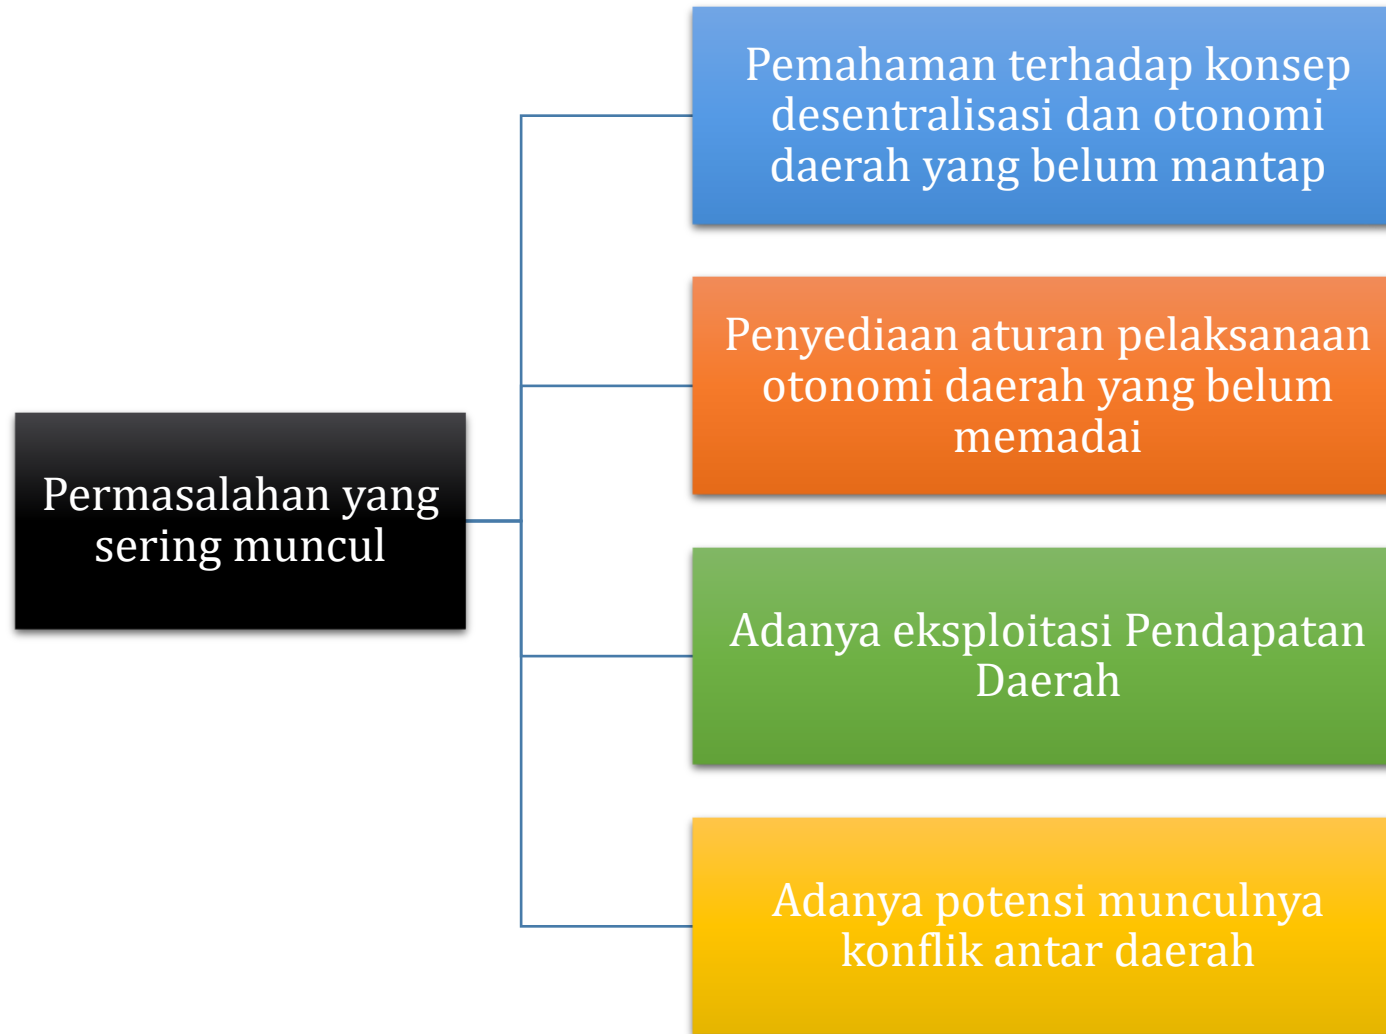 Permasalahan yang
sering muncul
Pemahaman terhadap konsep
desentralisasi dan otonomi
daerah yang belum mantap
Penyediaan aturan pelaksanaan
otonomi daerah yang belum
memadai
Adanya eksploitasi Pendapatan
Daerah
Adanya potensi munculnya
konflik antar daerah